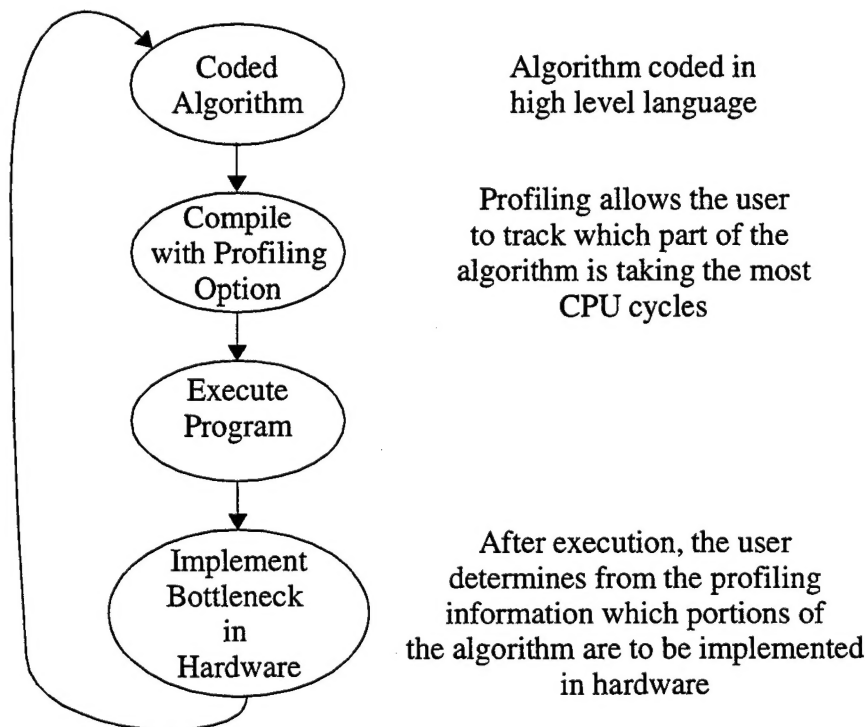 Coded
Algorithm
Algorithm coded in
high level language
Compile
with Profiling
Option
Profiling allows the user
to track which part of the
algorithm is taking the most
CPU cycles
Execute
Program
Implement
Bottleneck
in
Hardware
After execution, the user
determines from the profiling
information which portions of
the algorithm are to be implemented
in hardware